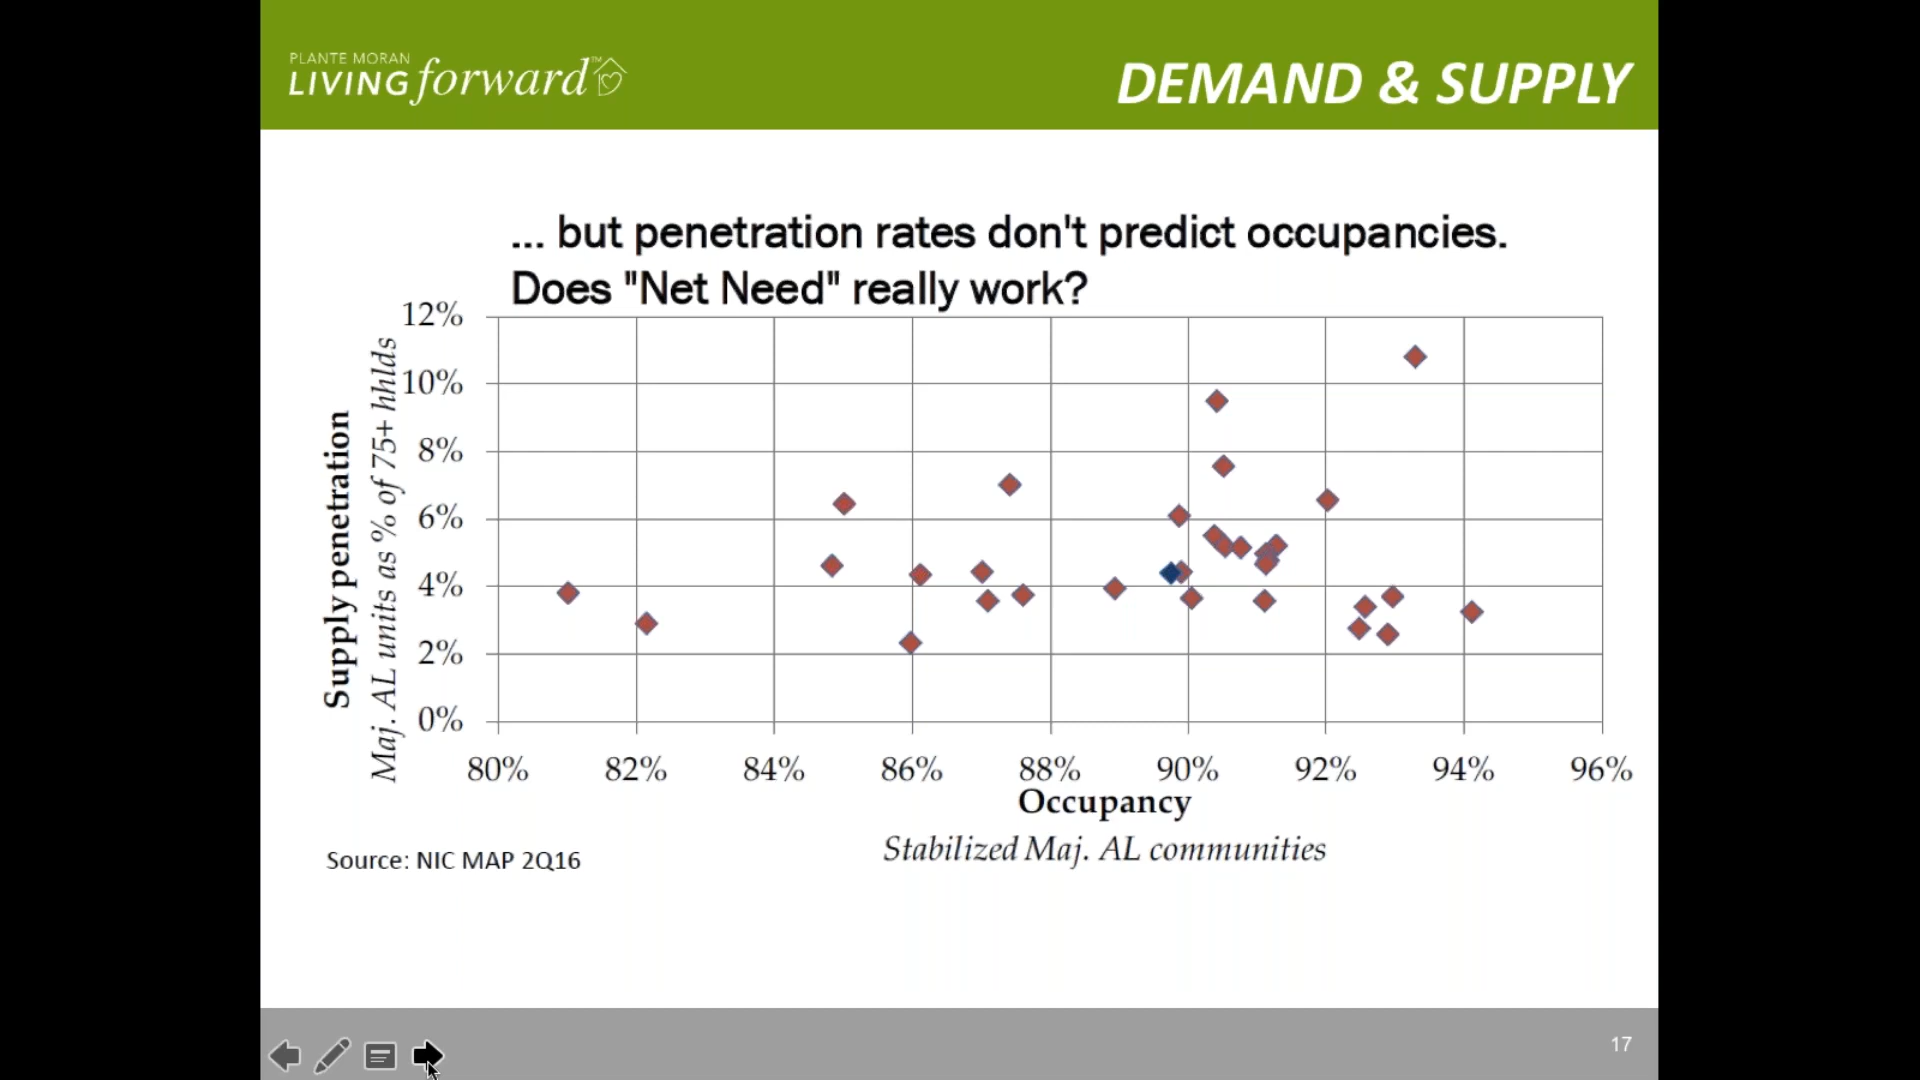 PLANTE MORAN
LIVING forward™
DEMAND & SUPPLY
... but penetration rates don't predict occupancies.
Does "Net Need" really work?
Supply penetration
Maj. AL units as % of 75+ hhlds
12%
10%
8%
6%
4%
2%
0%
80% 82% 84% 86% 88% 90% 92% 94% 96%
Occupancy
Stabilized Maj. AL communities
Source: NIC MAP 2Q16
17